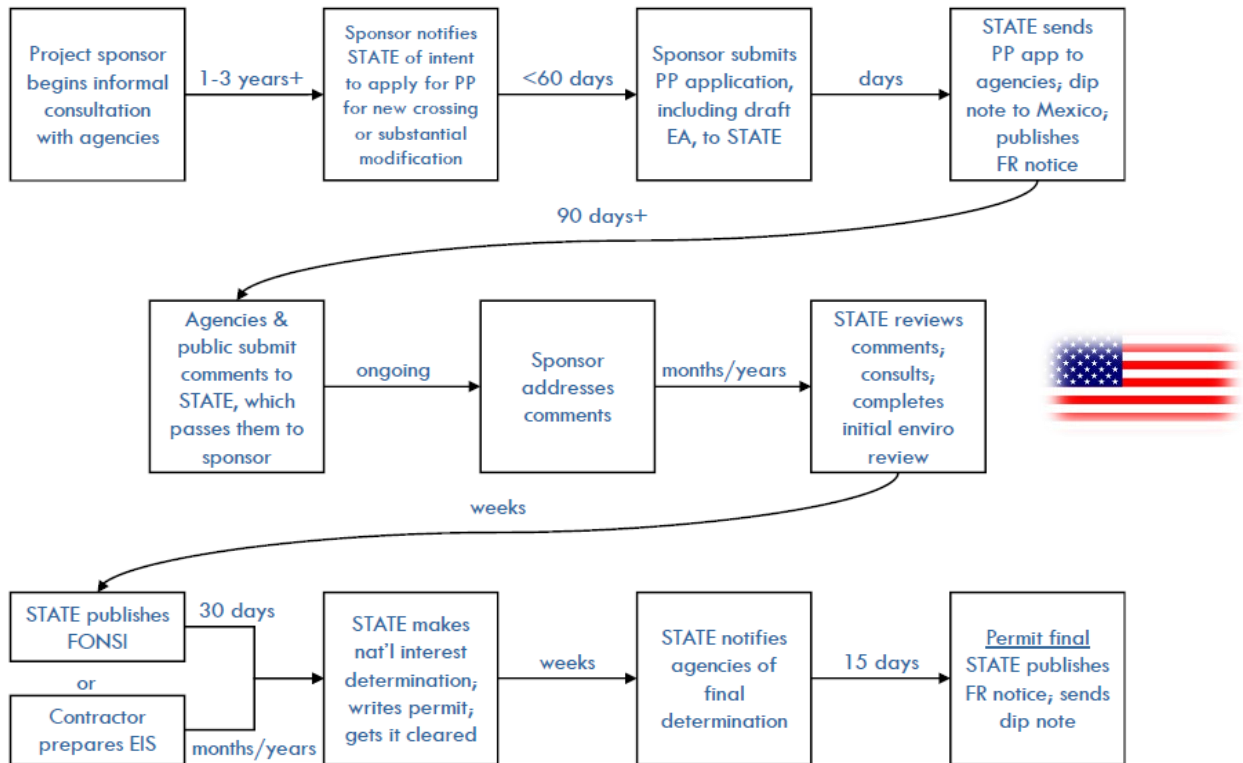 Project sponsor
begins informal
consultation
with agencies
1-3 years+
Sponsor notifies
STATE of intent
to apply for PP
for new crossing
or substantial
modification
<60 days
Sponsor submits
PP application,
including draft
EA, to STATE
days
STATE sends
PP app to
agencies; dip
note to Mexico;
publishes
FR notice
90 days+
Agencies &
public submit
comments to
STATE, which
passes them to
sponsor
ongoing
Sponsor
addresses
comments
months/years
STATE reviews
comments;
consults;
completes
initial enviro
review
weeks
STATE publishes
FONSI
30 days
or
Contractor
prepares EIS
months/years
STATE makes
nat'l interest
determination;
writes permit;
gets it cleared
weeks
STATE notifies
agencies of
final
determination
15 days
Permit final
STATE publishes
FR notice; sends
dip note